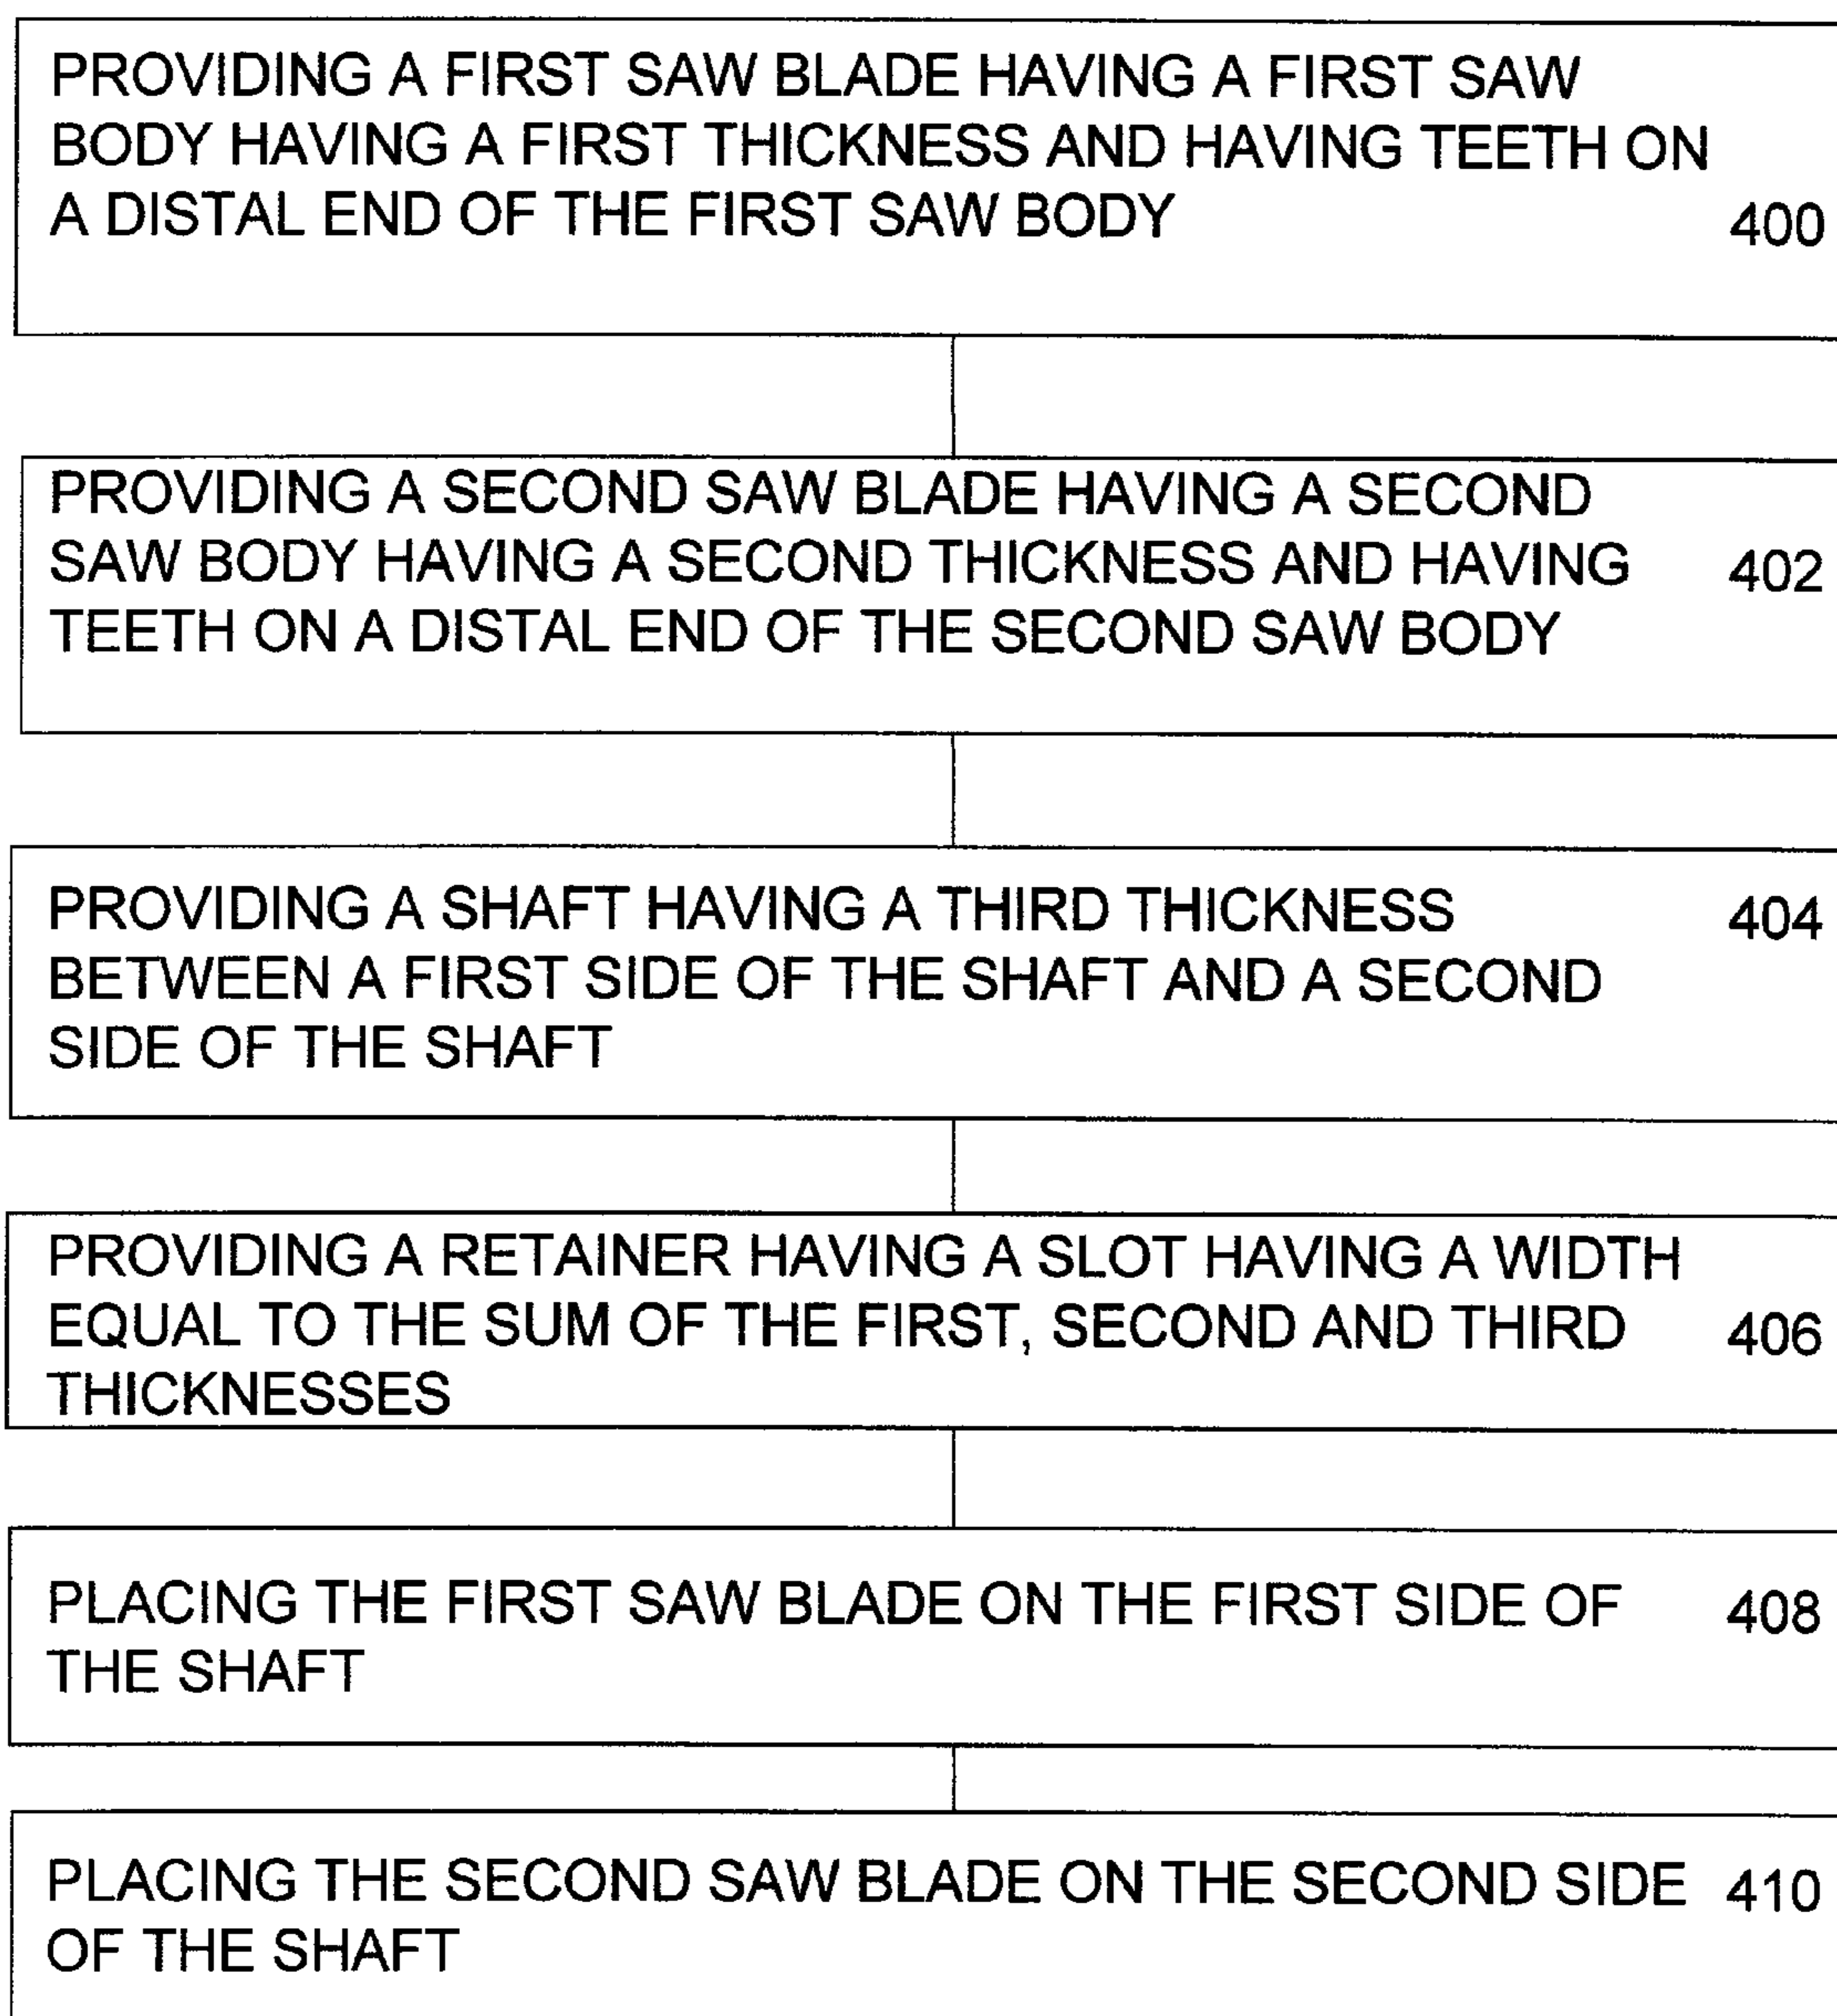 PROVIDING A FIRST SAW BLADE HAVING A FIRST SAW
BODY HAVING A FIRST THICKNESS AND HAVING TEETH ON
A DISTAL END OF THE FIRST SAW BODY 400
PROVIDING A SECOND SAW BLADE HAVING A SECOND
SAW BODY HAVING A SECOND THICKNESS AND HAVING 402
TEETH ON A DISTAL END OF THE SECOND SAW BODY
PROVIDING A SHAFT HAVING A THIRD THICKNESS 404
BETWEEN A FIRST SIDE OF THE SHAFT AND A SECOND
SIDE OF THE SHAFT
PROVIDING A RETAINER HAVING A SLOT HAVING A WIDTH
EQUAL TO THE SUM OF THE FIRST, SECOND AND THIRD 406
THICKNESSES
PLACING THE FIRST SAW BLADE ON THE FIRST SIDE OF 408
THE SHAFT
PLACING THE SECOND SAW BLADE ON THE SECOND SIDE 410
OF THE SHAFT